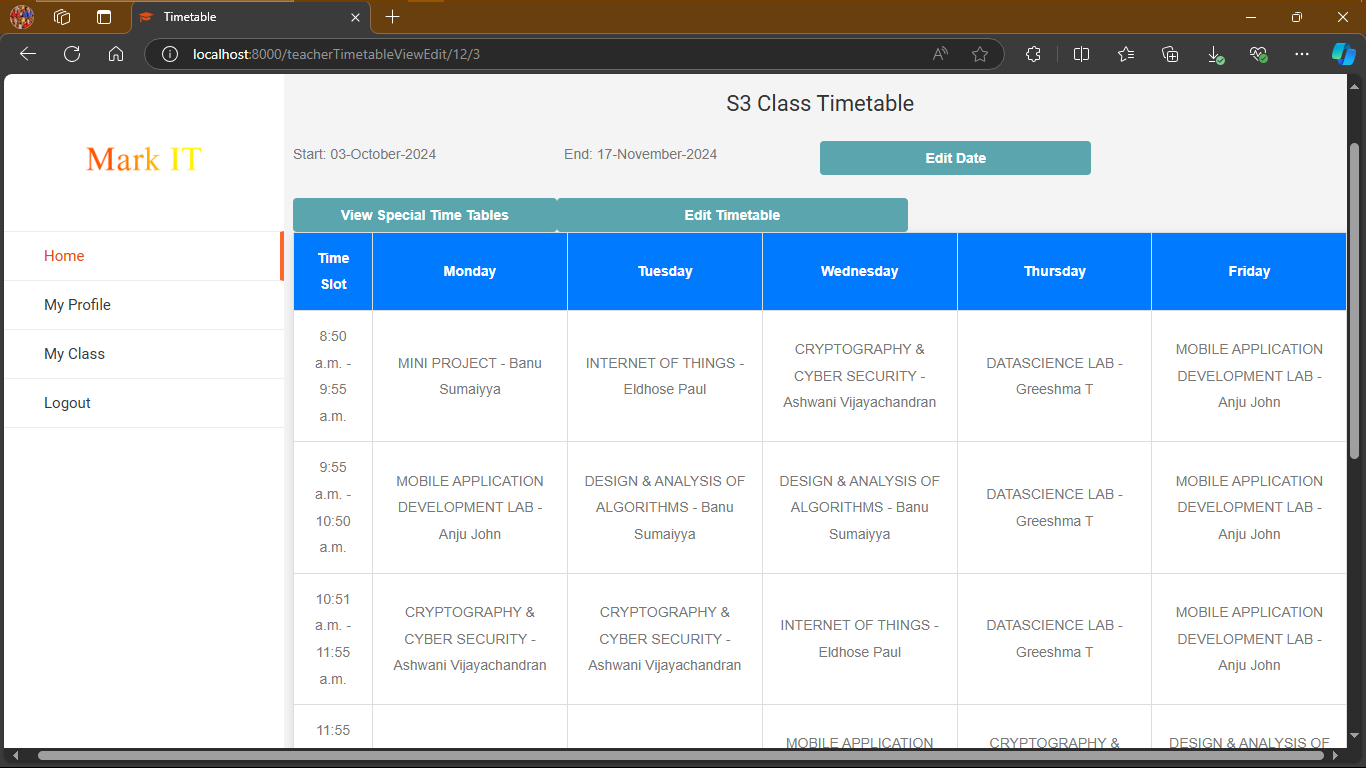 Timetable
localhost:8000/teacherTimetableViewEdit/12/3
Mark IT
Home
My Profile
My Class
Logout
S3 Class Timetable
Start: 03-October-2024
End: 17-November-2024
Edit Date
View Special Time Tables
Edit Timetable
Time
Slot
Monday
Tuesday
Wednesday
Thursday
Friday
8:50
a.m. -
9:55
a.m.
MINI PROJECT - Banu
Sumaiyya
INTERNET OF THINGS -
Eldhose Paul
CRYPTOGRAPHY &
CYBER SECURITY -
Ashwani Vijayachandran
DATASCIENCE LAB -
Greeshma T
MOBILE APPLICATION
DEVELOPMENT LAB -
Anju John
9:55
a.m. -
10:50
a.m.
MOBILE APPLICATION
DEVELOPMENT LAB -
Anju John
DESIGN & ANALYSIS OF
ALGORITHMS - Banu
Sumaiyya
DESIGN & ANALYSIS OF
ALGORITHMS - Banu
Sumaiyya
DATASCIENCE LAB -
Greeshma T
MOBILE APPLICATION
DEVELOPMENT LAB -
Anju John
10:51
a.m. -
11:55
a.m.
CRYPTOGRAPHY &
CYBER SECURITY -
Ashwani Vijayachandran
CRYPTOGRAPHY &
CYBER SECURITY -
Ashwani Vijayachandran
INTERNET OF THINGS -
Eldhose Paul
DATASCIENCE LAB -
Greeshma T
MOBILE APPLICATION
DEVELOPMENT LAB -
Anju John
11:55
MOBILE APPLICATION
CRYPTOGRAPHY &
DESIGN & ANALYSIS OF